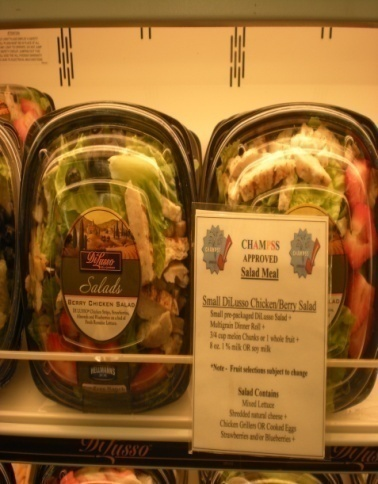 DiLusso
Salads
BERRY CHICKEN SALAD
HELLMANN'S
CHAMPSS
APPROVED
Salad Meal
Small DiLusso Chicken/Berry Salad
Small pre-packaged DiLusso Salad +
Multigrain Dinner Roll +
3/4 cup melon Chunks or 1 whole fruit +
8 oz. 1 % milk OR soy milk
*Note - Fruit selections subject to change
Salad Contains
Mixed Lettuce
Shredded natural cheese +
Chicken Grillers OR Cooked Eggs
Strawberries and/or Blueberries +
DiLusso